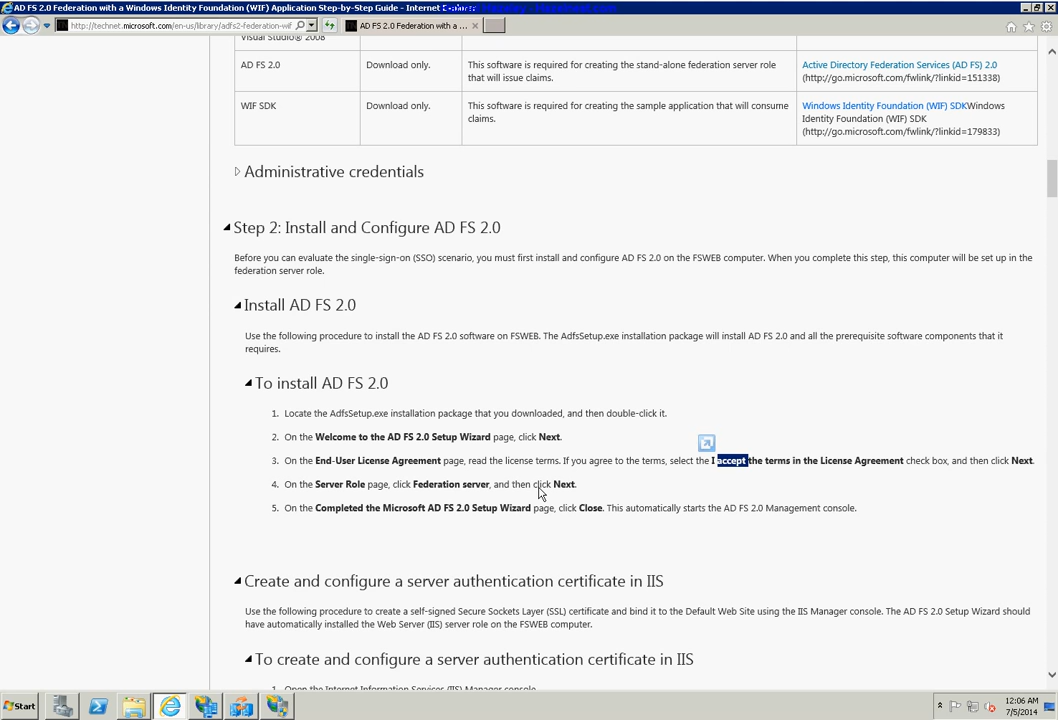 AD FS 2.0 Federation with a Windows Identity Foundation (WIF) Application Step-by-Step Guide - Internet
http://technet.microsoft.com/en-us/library/adfs2-federation-wif
AD FS 2.0 Federation with a ...
Visual Studio® 2008
AD FS 2.0
Download only.
This software is required for creating the stand-alone federation server role
that will issue claims.
Active Directory Federation Services (AD FS) 2.0
(http://go.microsoft.com/fwlink/?linkid=151338)
WIF SDK
Download only.
This software is required for creating the sample application that will consume
claims.
Windows Identity Foundation (WIF) SDKWindows
Identity Foundation (WIF) SDK
(http://go.microsoft.com/fwlink/?linkid=179833)
Administrative credentials
Step 2: Install and Configure AD FS 2.0
Before you can evaluate the single-sign-on (SSO) scenario, you must first install and configure AD FS 2.0 on the FSWEB computer. When you complete this step, this computer will be set up in the
federation server role.
Install AD FS 2.0
Use the following procedure to install the AD FS 2.0 software on FSWEB. The AdfsSetup.exe installation package will install AD FS 2.0 and all the prerequisite software components that it
requires.
To install AD FS 2.0
1. Locate the AdfsSetup.exe installation package that you downloaded, and then double-click it.
2. On the Welcome to the AD FS 2.0 Setup Wizard page, click Next.
3. On the End-User License Agreement page, read the license terms. If you agree to the terms, select the I accept the terms in the License Agreement check box, and then click Next.
4. On the Server Role page, click Federation server, and then click Next.
5. On the Completed the Microsoft AD FS 2.0 Setup Wizard page, click Close. This automatically starts the AD FS 2.0 Management console.
Create and configure a server authentication certificate in IIS
Use the following procedure to create a self-signed Secure Sockets Layer (SSL) certificate and bind it to the Default Web Site using the IIS Manager console. The AD FS 2.0 Setup Wizard should
have automatically installed the Web Server (IIS) server role on the FSWEB computer.
To create and configure a server authentication certificate in IIS
1. Open the Internet Information Services (IIS) Manager console.
Start
12:06 AM
7/5/2014